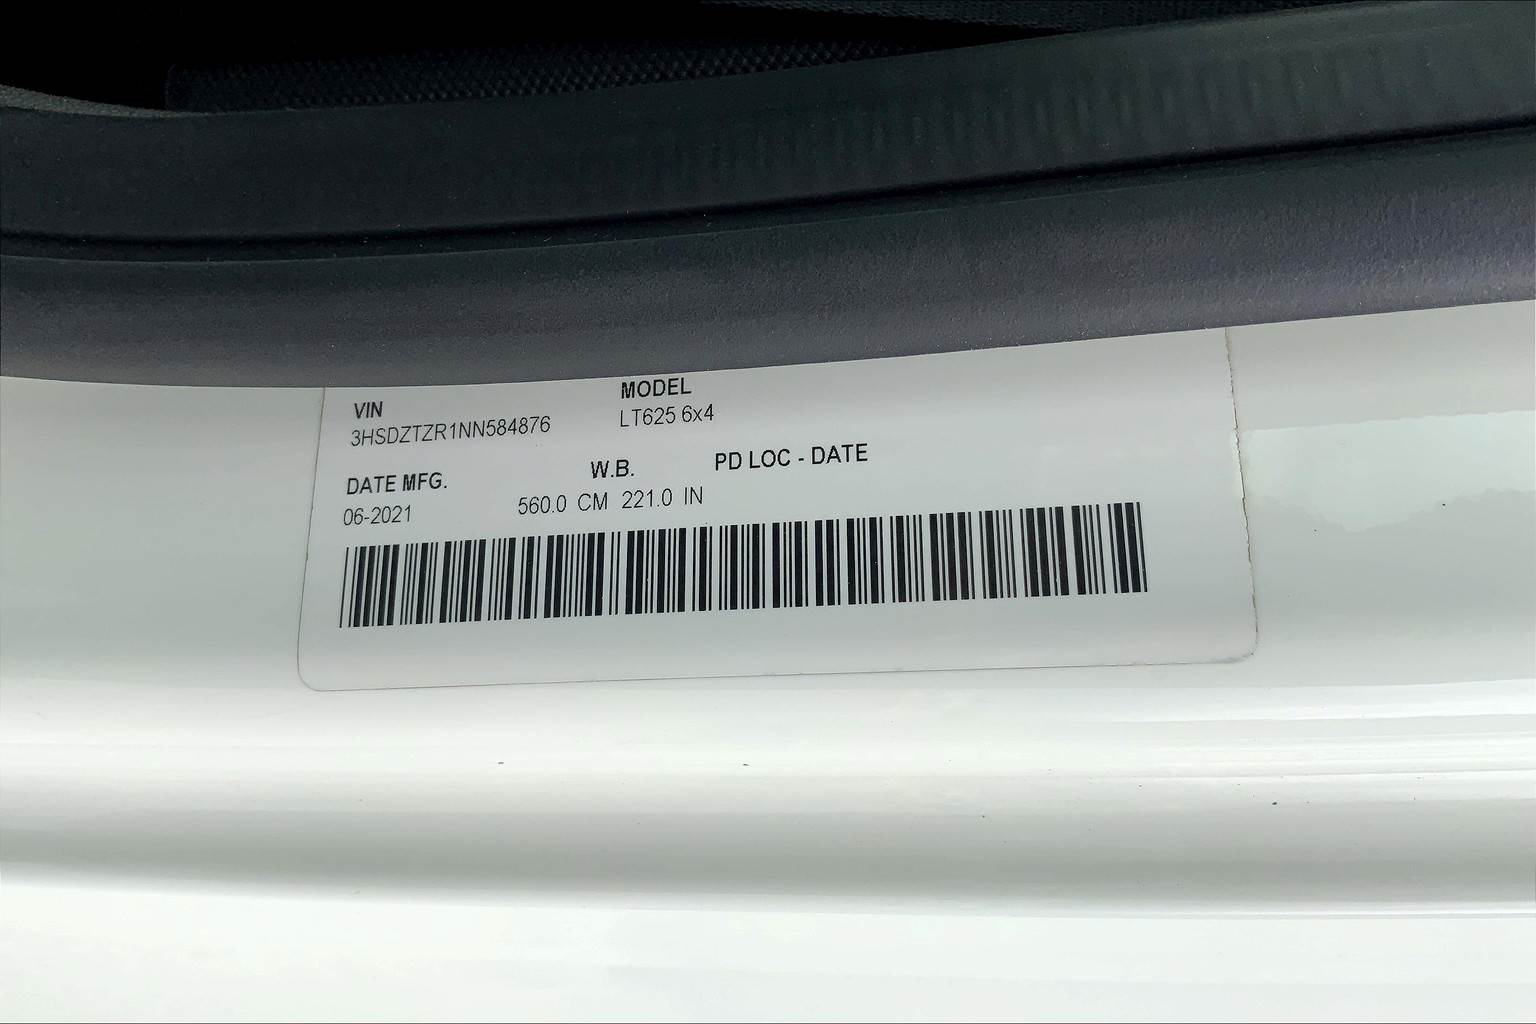 VIN
3HSDZTZR1NN584876
MODEL
LT625 6x4
DATE MFG.
06-2021
W.B.
560.0 CM 221.0 IN
PD LOC - DATE